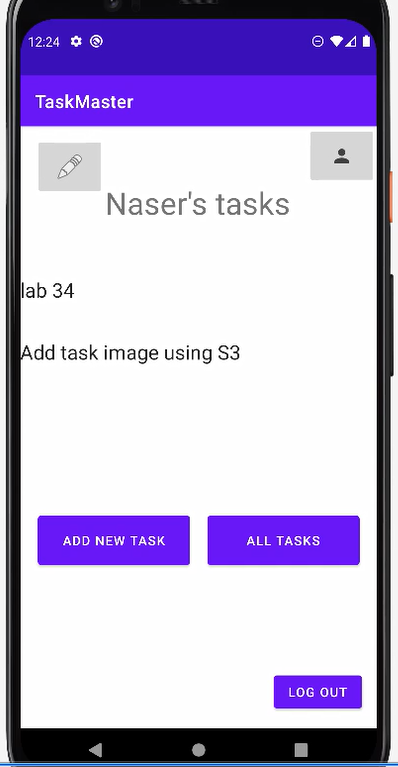 12:24
TaskMaster
Naser's tasks
lab 34
Add task image using S3
ADD NEW TASK
ALL TASKS
LOG OUT